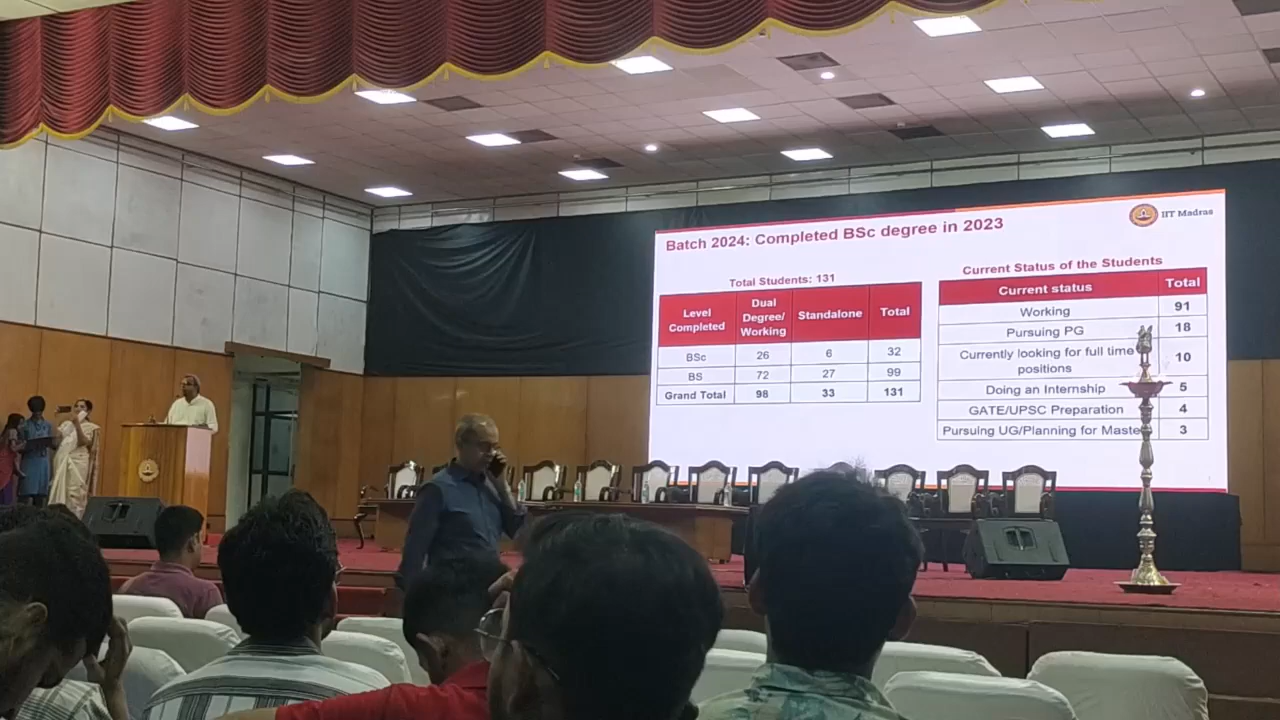 IIT Madras
Batch 2024: Completed BSc degree in 2023
Total Students: 131
Level Completed | Dual Degree/ Working | Standalone | Total
BSc | 26 | 6 | 32
BS | 72 | 27 | 99
Grand Total | 98 | 33 | 131
Current Status of the Students
Current status | Total
Working | 91
Pursuing PG | 18
Currently looking for full time positions | 10
Doing an Internship | 5
GATE/UPSC Preparation | 4
Pursuing UG/Planning for | 3